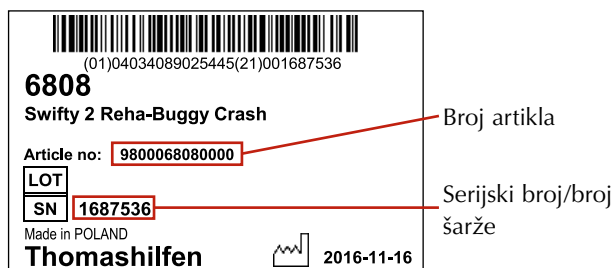 (01)04034089025445(21)001687536
6808
Swifty 2 Reha-Buggy Crash
Article no: 9800068080000
LOT
SN 1687536
Made in POLAND
Thomashilfen 2016-11-16
Broj artikla
Serijski broj/broj
šarže